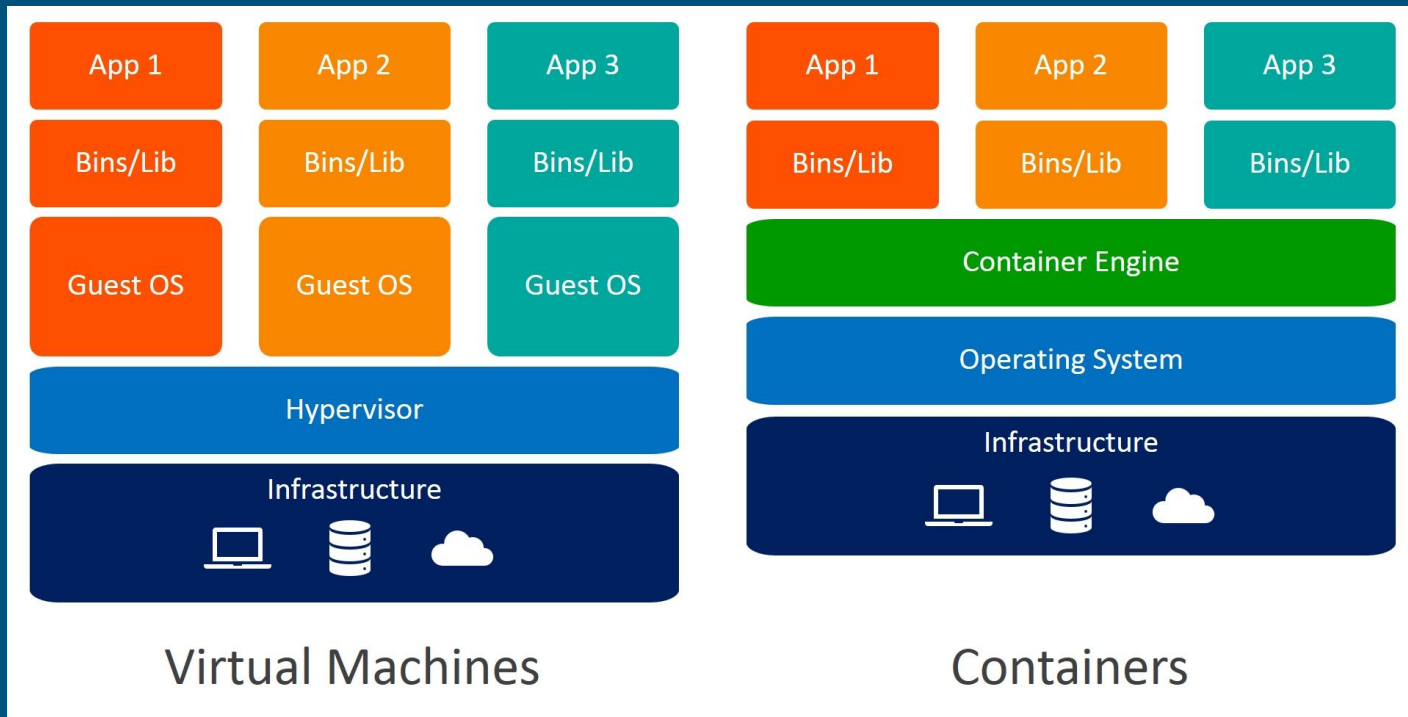 App 1
App 2
App 3
Bins/Lib
Bins/Lib
Bins/Lib
Guest OS
Guest OS
Guest OS
Hypervisor
Infrastructure
Virtual Machines
App 1
App 2
App 3
Bins/Lib
Bins/Lib
Bins/Lib
Container Engine
Operating System
Infrastructure
Containers